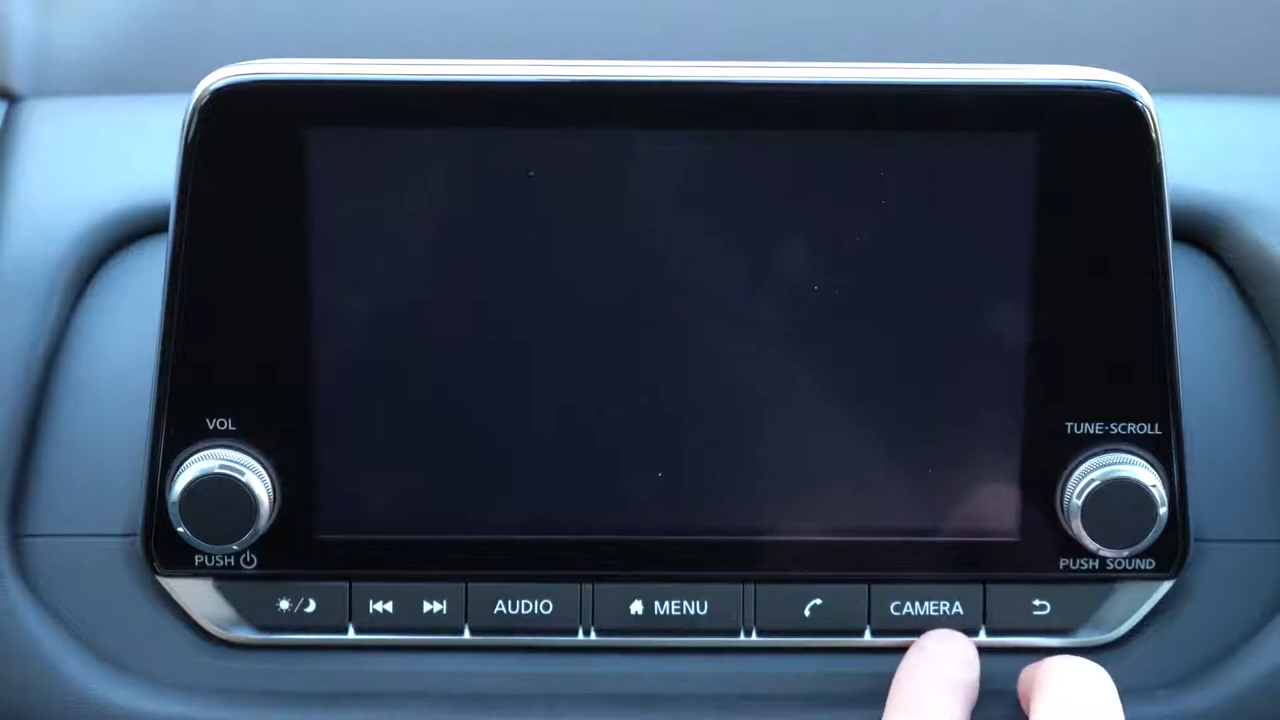 VOL
TUNE·SCROLL
PUSH
PUSH SOUND
AUDIO
MENU
CAMERA